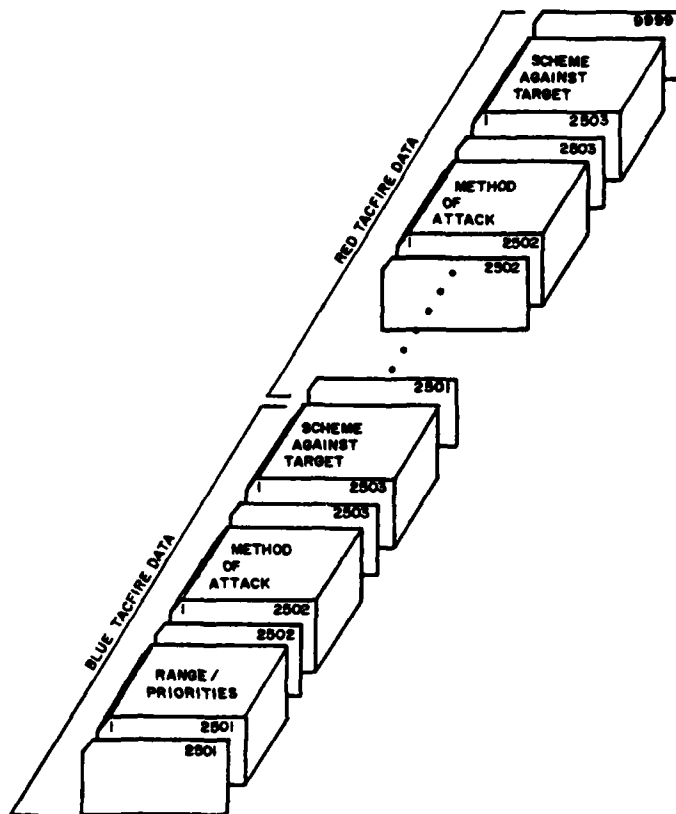 9999
SCHEME
AGAINST
TARGET
1 2503
2503
METHOD
OF
ATTACK
1 2502
2502
RED TACFIRE DATA
2501
SCHEME
AGAINST
TARGET
1 2503
2503
METHOD
OF
ATTACK
1 2502
2502
BLUE TACFIRE DATA
RANGE/
PRIORITIES
1 2501
2501